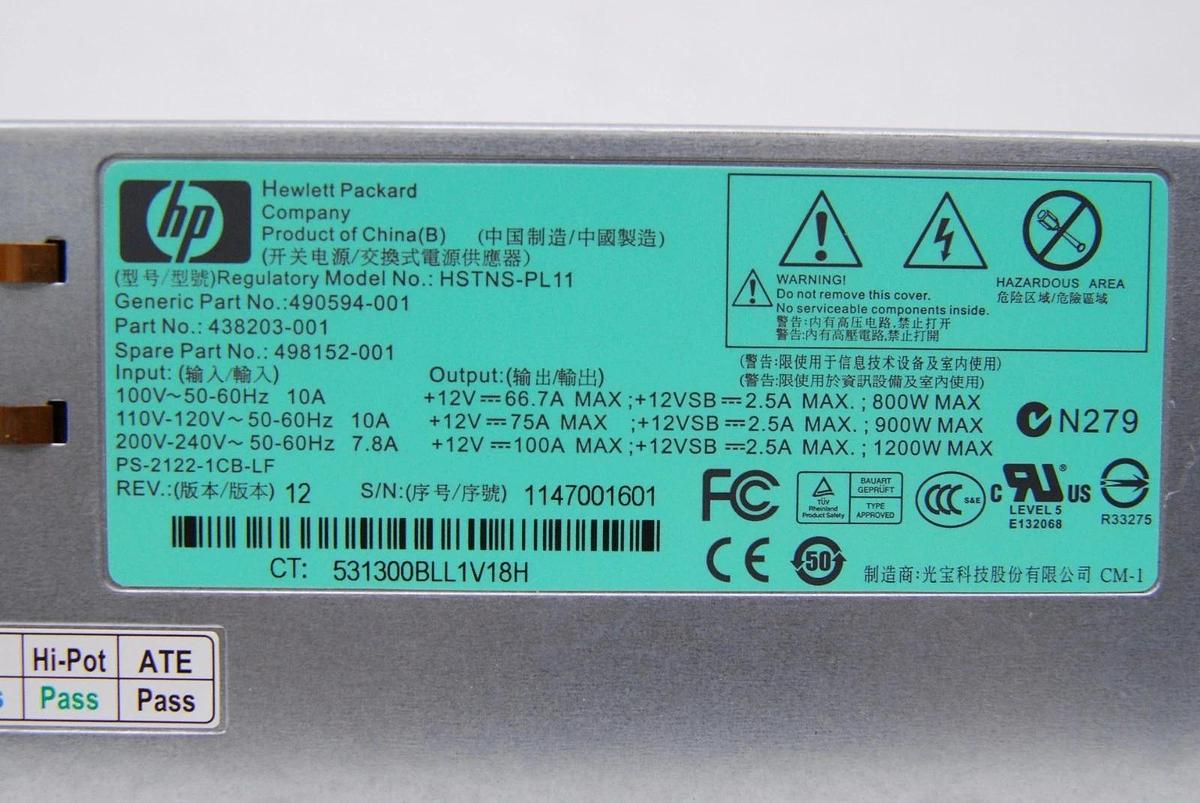 hp
Hewlett Packard
Company
Product of China(B) (中国制造/中國製造)
(开关电源/交換式電源供應器)
(型号/型號)Regulatory Model No.: HSTNS-PL11
Generic Part No.:490594-001
Part No.: 438203-001
Spare Part No.: 498152-001
WARNING!
Do not remove this cover.
No serviceable components inside.
警告:内有高压电路,禁止打开
警告:內有高壓電路,禁止打開
HAZARDOUS AREA
危险区域/危險區域
(警告:限使用于信息技术设备及室内使用)
(警告:限使用於資訊設備及室內使用)
Input: (输入/輸入) Output:(输出/輸出)
100V~50-60Hz 10A +12V⎓66.7A MAX ;+12VSB⎓2.5A MAX. ; 800W MAX
110V-120V~50-60Hz 10A +12V⎓75A MAX ;+12VSB⎓2.5A MAX. ; 900W MAX
200V-240V~50-60Hz 7.8A +12V⎓100A MAX ;+12VSB⎓2.5A MAX. ; 1200W MAX
N279
PS-2122-1CB-LF
REV.:(版本/版本) 12 S/N:(序号/序號) 1147001601
CT: 531300BLL1V18H
FC
TÜV
Rheinland
Product Safety
BAUART
GEPRÜFT
TYPE
APPROVED
CCC S&E
c RU US
LEVEL 5
E132068
R33275
CE
50
制造商:光宝科技股份有限公司 CM-1
Hi-Pot ATE
s Pass Pass